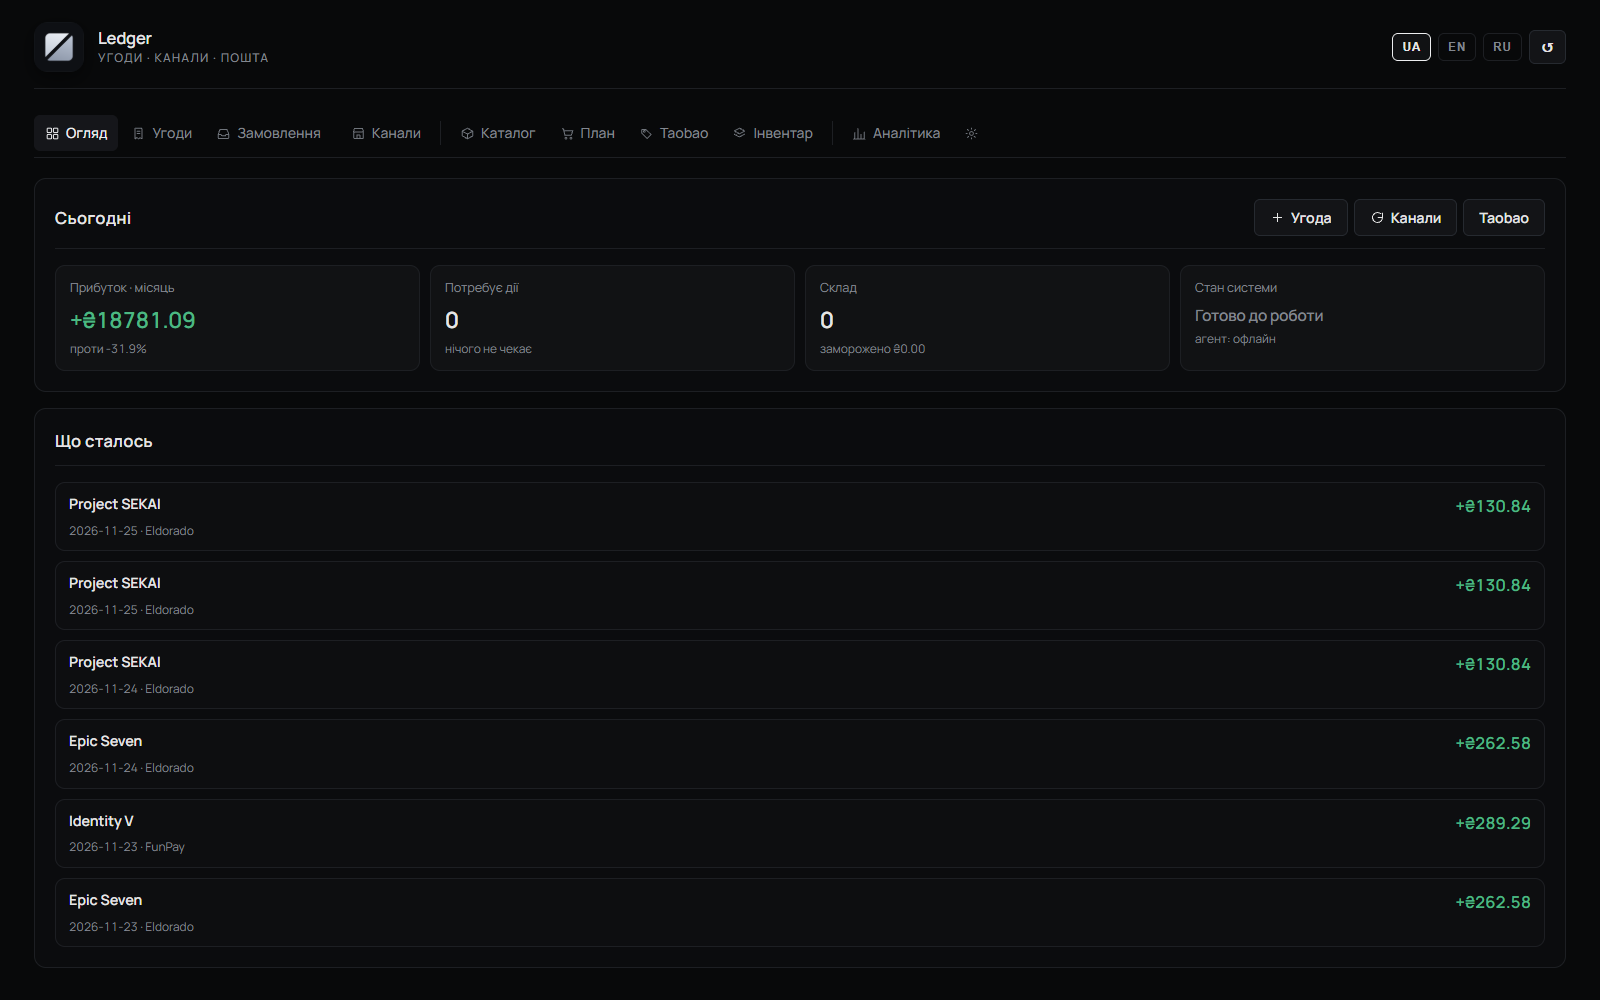 Ledger
УГОДИ · КАНАЛИ · ПОШТА
UA EN RU
Огляд Угоди Замовлення Канали Каталог План Taobao Інвентар Аналітика
Сьогодні
+ Угода Канали Taobao
Прибуток · місяць
+₴18781.09
проти -31.9%
Потребує дії
0
нічого не чекає
Склад
0
заморожено ₴0.00
Стан системи
Готово до роботи
агент: офлайн
Що сталось
Project SEKAI +₴130.84
2026-11-25 · Eldorado
Project SEKAI +₴130.84
2026-11-25 · Eldorado
Project SEKAI +₴130.84
2026-11-24 · Eldorado
Epic Seven +₴262.58
2026-11-24 · Eldorado
Identity V +₴289.29
2026-11-23 · FunPay
Epic Seven +₴262.58
2026-11-23 · Eldorado